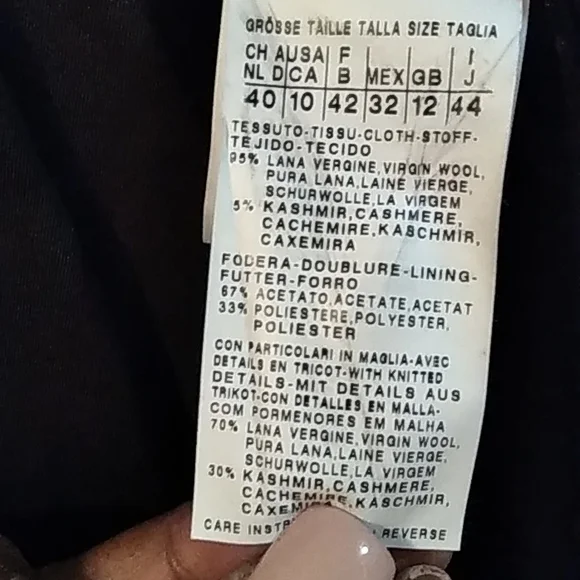 GRÖSSE TAILLE TALLA SIZE TAGLIA
CH AUSA F I
NL D CA B MEX GB J
40 10 42 32 12 44
TESSUTO-TISSU-CLOTH-STOFF-
TEJIDO-TECIDO
95% LANA VERGINE,VIRGIN WOOL,
PURA LANA,LAINE VIERGE,
SCHURWOLLE,LA VIRGEM
5% KASHMIR,CASHMERE,
CACHEMIRE,KASCHMIR,
CAXEMIRA
FODERA-DOUBLURE-LINING-
FUTTER-FORRO
67% ACETATO,ACETATE,ACETAT
33% POLIESTERE,POLYESTER,
POLIESTER
CON PARTICOLARI IN MAGLIA-AVEC
DETAILS EN TRICOT-WITH KNITTED
DETAILS-MIT DETAILS AUS
TRIKOT-CON DETALLES EN MALLA-
COM PORMENORES EM MALHA
70% LANA VERGINE,VIRGIN WOOL,
PURA LANA,LAINE VIERGE,
SCHURWOLLE,LA VIRGEM
30% KASHMIR,CASHMERE,
CACHEMIRE,KASCHMIR,
CAXEMIRA
CARE REVERSE